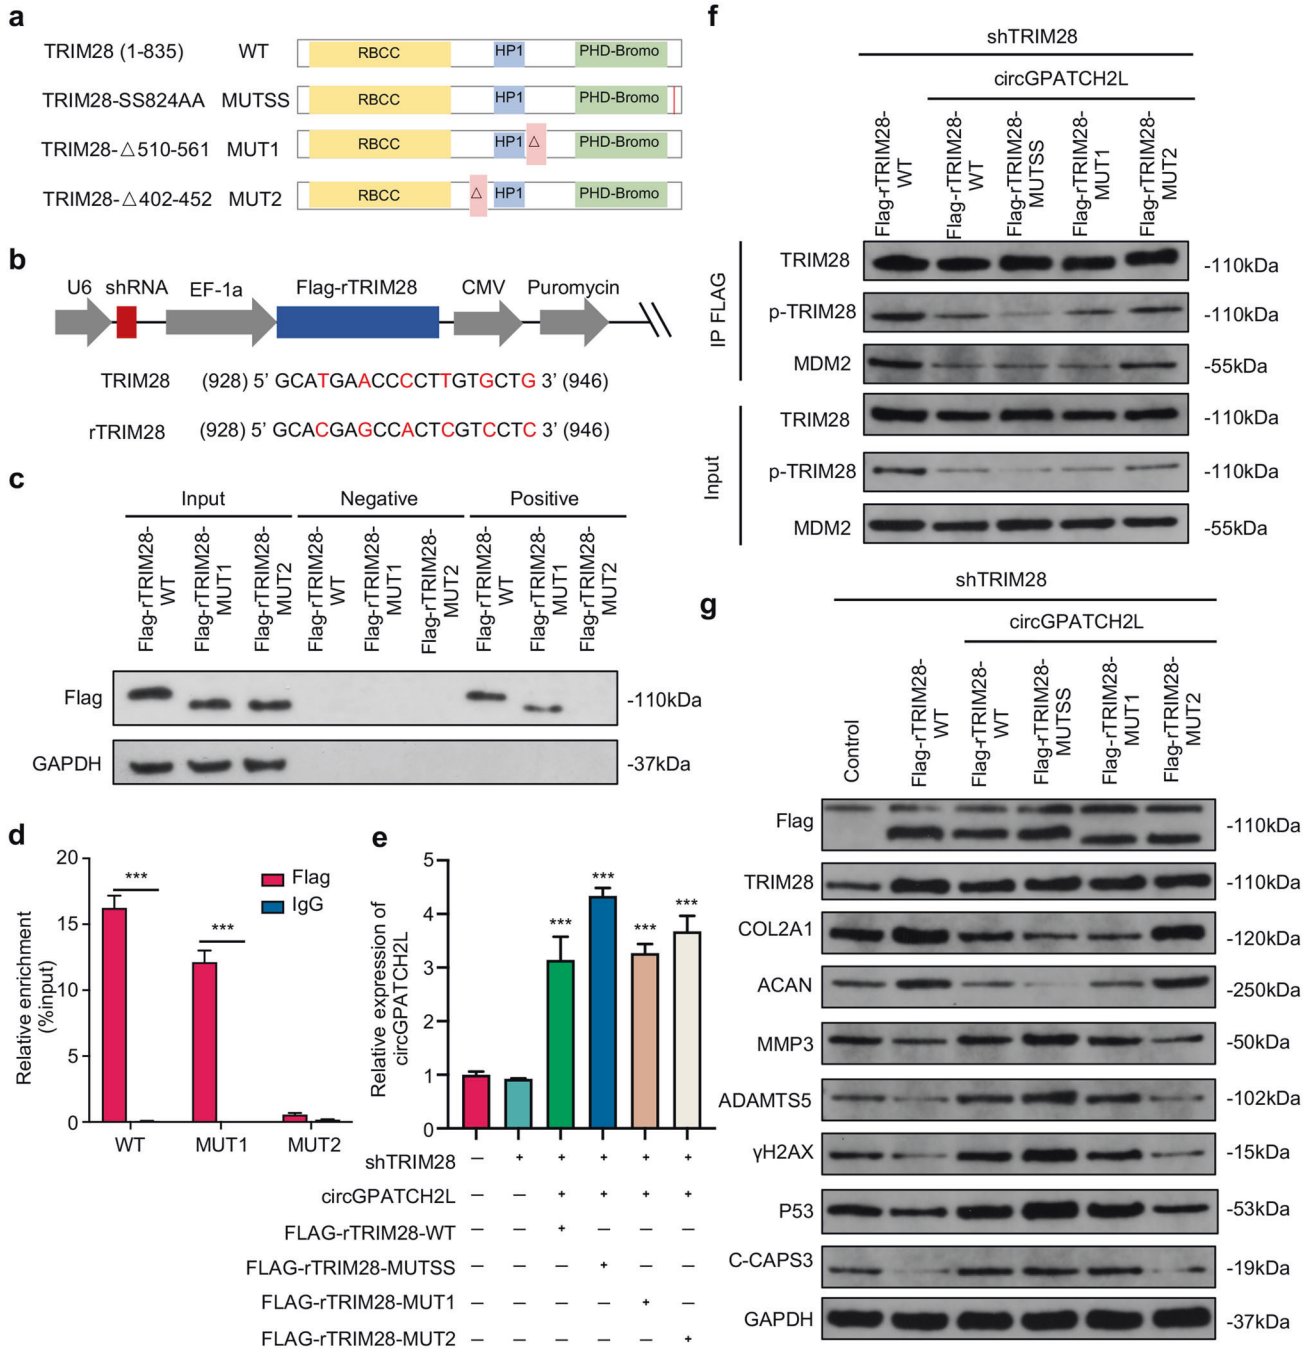 a
TRIM28 (1-835) WT RBCC HP1 PHD-Bromo
TRIM28-SS824AA MUTSS RBCC HP1 PHD-Bromo
TRIM28-△510-561 MUT1 RBCC HP1 △ PHD-Bromo
TRIM28-△402-452 MUT2 RBCC △ HP1 PHD-Bromo
b
U6 shRNA EF-1a Flag-rTRIM28 CMV Puromycin
TRIM28 (928) 5' GCATGAACCCCTTGTGCTG 3' (946)
rTRIM28 (928) 5' GCACGAGCCACTCGTCCTC 3' (946)
c
Input Negative Positive
Flag-rTRIM28-WT
Flag-rTRIM28-MUT1
Flag-rTRIM28-MUT2
Flag-rTRIM28-WT
Flag-rTRIM28-MUT1
Flag-rTRIM28-MUT2
Flag-rTRIM28-WT
Flag-rTRIM28-MUT1
Flag-rTRIM28-MUT2
Flag -110kDa
GAPDH -37kDa
d
Relative enrichment
(%input)
20
15
10
5
0
*** ***
Flag
IgG
WT MUT1 MUT2
e
Relative expression of
circGPATCH2L
5
4
3
2
1
0
*** *** *** ***
shTRIM28 – + + + + +
circGPATCH2L – – + + + +
FLAG-rTRIM28-WT – – + – – –
FLAG-rTRIM28-MUTSS – – – + – –
FLAG-rTRIM28-MUT1 – – – – + –
FLAG-rTRIM28-MUT2 – – – – – +
f
shTRIM28
circGPATCH2L
Flag-rTRIM28-WT
Flag-rTRIM28-WT
Flag-rTRIM28-MUTSS
Flag-rTRIM28-MUT1
Flag-rTRIM28-MUT2
IP FLAG
TRIM28 -110kDa
p-TRIM28 -110kDa
MDM2 -55kDa
Input
TRIM28 -110kDa
p-TRIM28 -110kDa
MDM2 -55kDa
g
shTRIM28
circGPATCH2L
Control
Flag-rTRIM28-WT
Flag-rTRIM28-WT
Flag-rTRIM28-MUTSS
Flag-rTRIM28-MUT1
Flag-rTRIM28-MUT2
Flag -110kDa
TRIM28 -110kDa
COL2A1 -120kDa
ACAN -250kDa
MMP3 -50kDa
ADAMTS5 -102kDa
γH2AX -15kDa
P53 -53kDa
C-CAPS3 -19kDa
GAPDH -37kDa